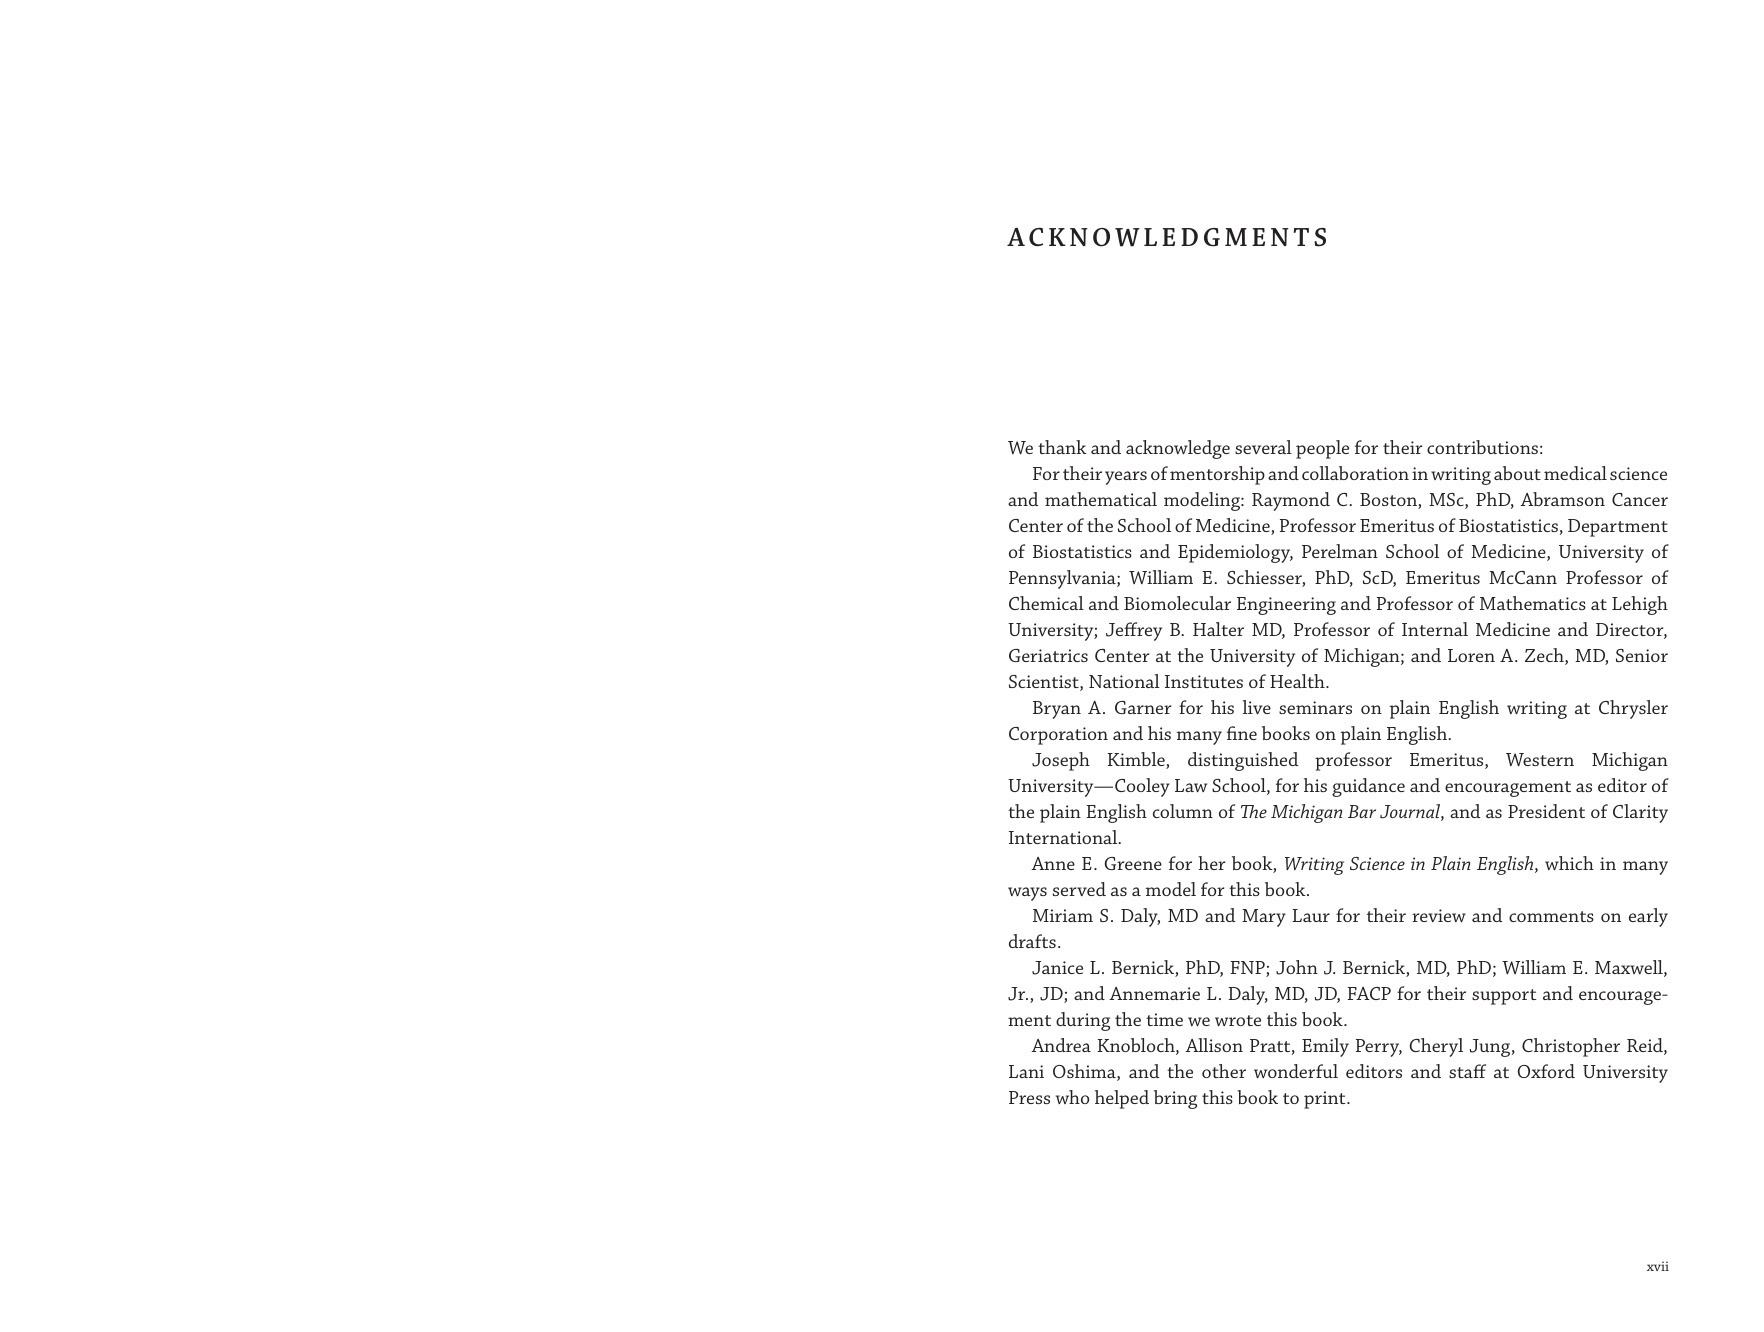 ACKNOWLEDGMENTS
We thank and acknowledge several people for their contributions:
For their years of mentorship and collaboration in writing about medical science
and mathematical modeling: Raymond C. Boston, MSc, PhD, Abramson Cancer
Center of the School of Medicine, Professor Emeritus of Biostatistics, Department
of Biostatistics and Epidemiology, Perelman School of Medicine, University of
Pennsylvania; William E. Schiesser, PhD, ScD, Emeritus McCann Professor of
Chemical and Biomolecular Engineering and Professor of Mathematics at Lehigh
University; Jeffrey B. Halter MD, Professor of Internal Medicine and Director,
Geriatrics Center at the University of Michigan; and Loren A. Zech, MD, Senior
Scientist, National Institutes of Health.
Bryan A. Garner for his live seminars on plain English writing at Chrysler
Corporation and his many fine books on plain English.
Joseph Kimble, distinguished professor Emeritus, Western Michigan
University—Cooley Law School, for his guidance and encouragement as editor of
the plain English column of The Michigan Bar Journal, and as President of Clarity
International.
Anne E. Greene for her book, Writing Science in Plain English, which in many
ways served as a model for this book.
Miriam S. Daly, MD and Mary Laur for their review and comments on early
drafts.
Janice L. Bernick, PhD, FNP; John J. Bernick, MD, PhD; William E. Maxwell,
Jr., JD; and Annemarie L. Daly, MD, JD, FACP for their support and encourage-
ment during the time we wrote this book.
Andrea Knobloch, Allison Pratt, Emily Perry, Cheryl Jung, Christopher Reid,
Lani Oshima, and the other wonderful editors and staff at Oxford University
Press who helped bring this book to print.
xvii